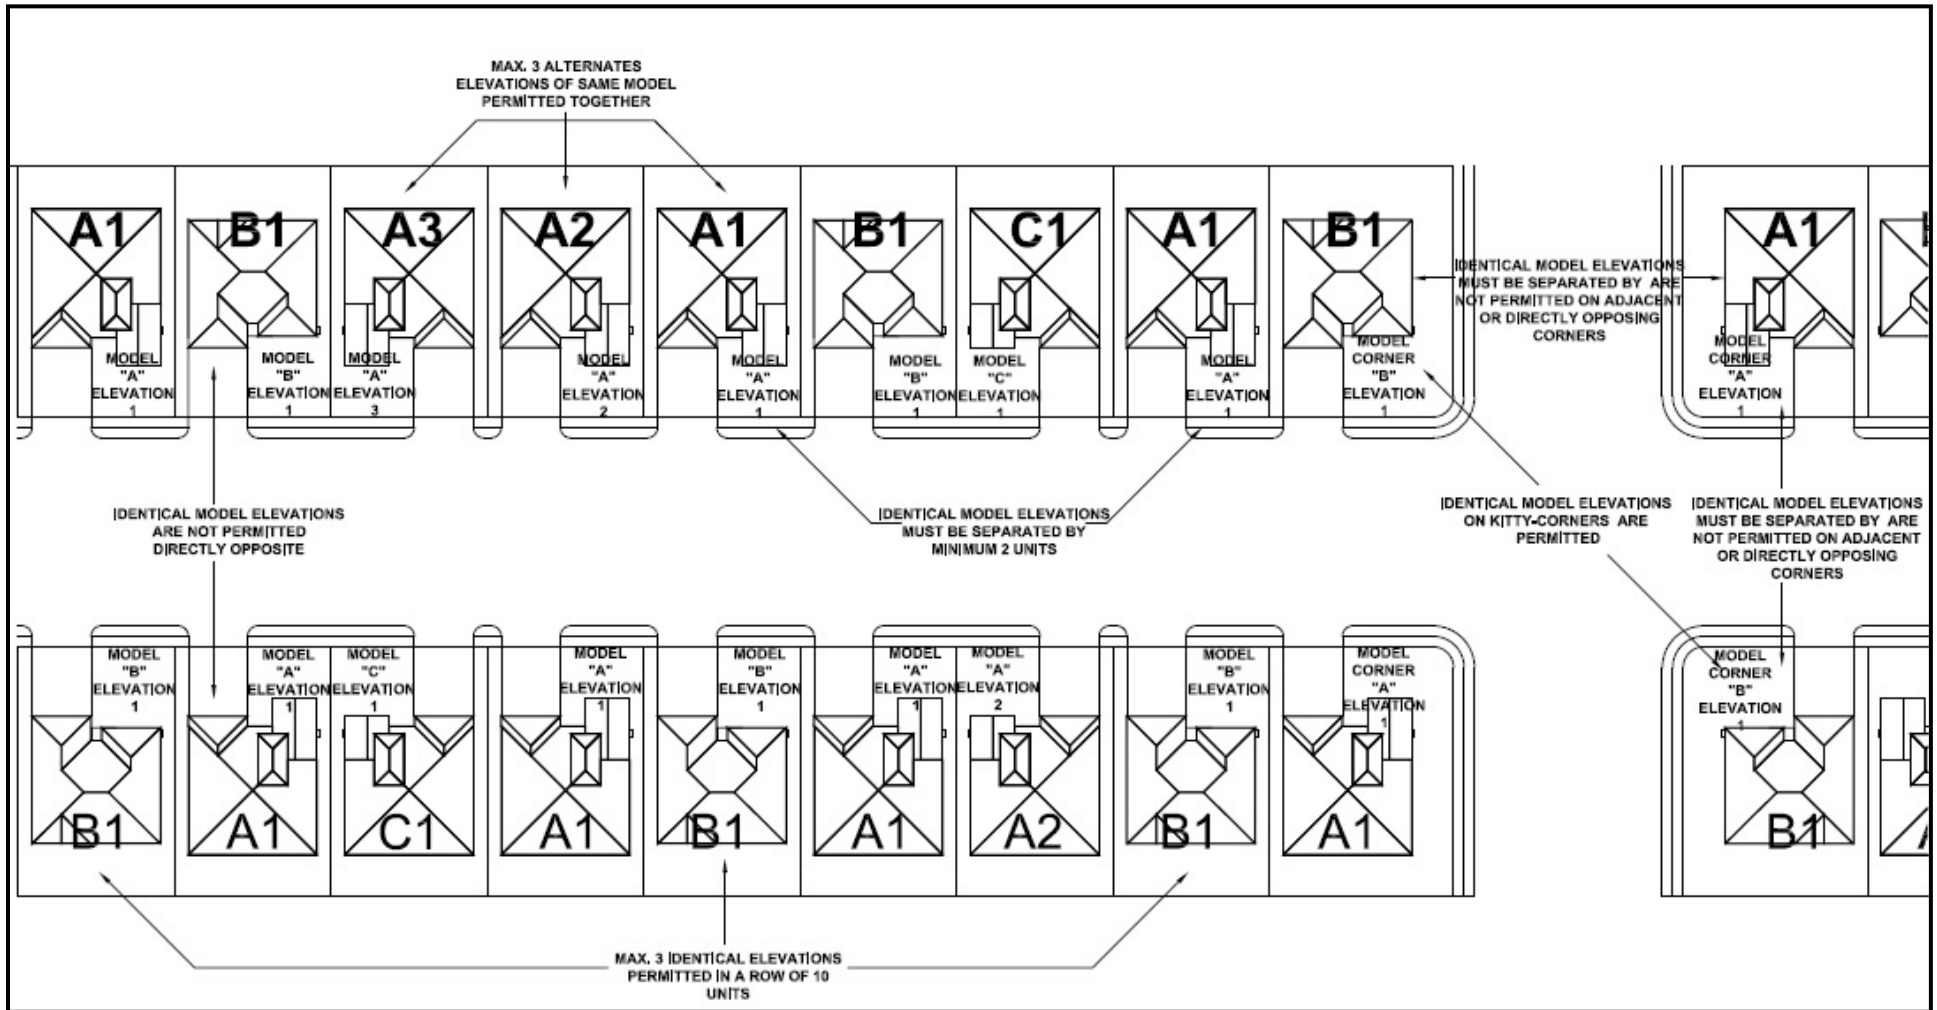 MAX. 3 ALTERNATES
ELEVATIONS OF SAME MODEL
PERMITTED TOGETHER
A1
B1
A3
A2
A1
B1
C1
A1
B1
A1
MODEL
"A"
ELEVATION
1
MODEL
"B"
ELEVATION
1
MODEL
"A"
ELEVATION
3
MODEL
"A"
ELEVATION
2
MODEL
"A"
ELEVATION
1
MODEL
"B"
ELEVATION
1
MODEL
"C"
ELEVATION
1
MODEL
"A"
ELEVATION
1
MODEL
CORNER
"B"
ELEVATION
1
IDENTICAL MODEL ELEVATIONS
MUST BE SEPARATED BY ARE
NOT PERMITTED ON ADJACENT
OR DIRECTLY OPPOSING
CORNERS
MODEL
CORNER
"A"
ELEVATION
1
IDENTICAL MODEL ELEVATIONS
ARE NOT PERMITTED
DIRECTLY OPPOSITE
IDENTICAL MODEL ELEVATIONS
MUST BE SEPARATED BY
MINIMUM 2 UNITS
IDENTICAL MODEL ELEVATIONS
ON KITTY-CORNERS ARE
PERMITTED
IDENTICAL MODEL ELEVATIONS
MUST BE SEPARATED BY ARE
NOT PERMITTED ON ADJACENT
OR DIRECTLY OPPOSING
CORNERS
MODEL
"B"
ELEVATION
1
MODEL
"A"
ELEVATION
1
MODEL
"C"
ELEVATION
1
MODEL
"A"
ELEVATION
1
MODEL
"B"
ELEVATION
1
MODEL
"A"
ELEVATION
1
MODEL
"A"
ELEVATION
2
MODEL
"B"
ELEVATION
1
MODEL
CORNER
"A"
ELEVATION
1
MODEL
CORNER
"B"
ELEVATION
1
B1
A1
C1
A1
B1
A1
A2
B1
A1
B1
MAX. 3 IDENTICAL ELEVATIONS
PERMITTED IN A ROW OF 10
UNITS